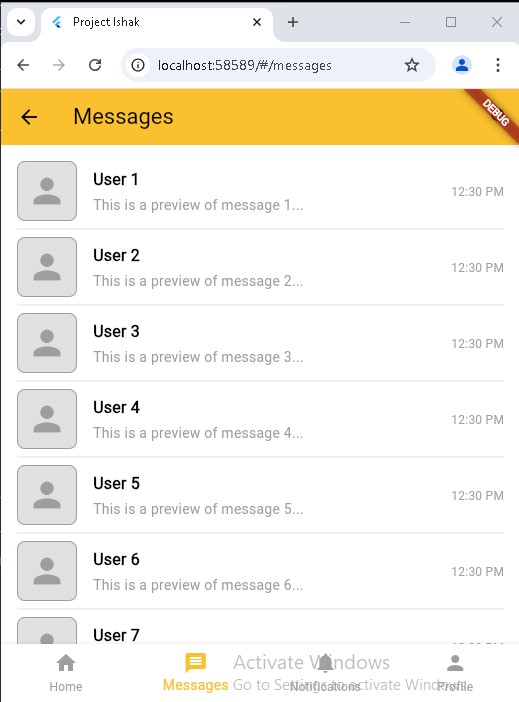 Project Ishak
localhost:58589/#/messages
Messages
DEBUG
User 1
This is a preview of message 1...
12:30 PM
User 2
This is a preview of message 2...
12:30 PM
User 3
This is a preview of message 3...
12:30 PM
User 4
This is a preview of message 4...
12:30 PM
User 5
This is a preview of message 5...
12:30 PM
User 6
This is a preview of message 6...
12:30 PM
User 7
Activate Windows
Go to Settings to activate Windows.
Home
Messages
Notifications
Profile